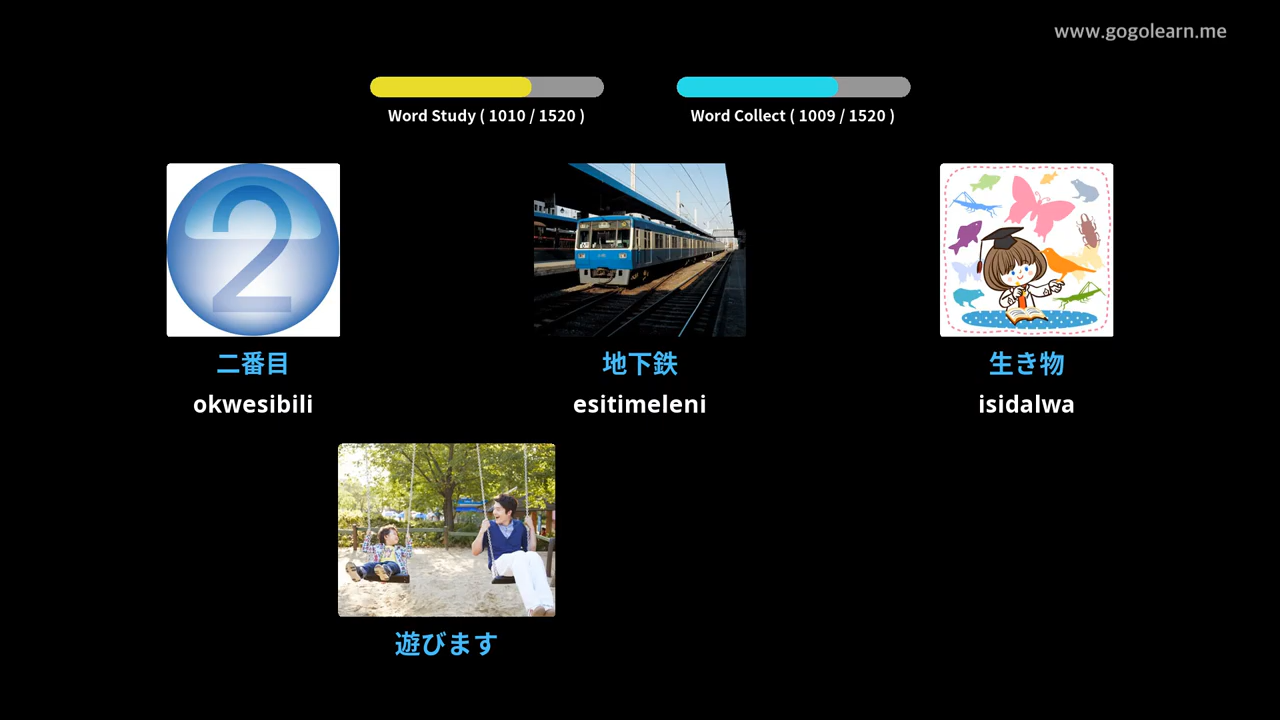 www.gogolearn.me
Word Study ( 1010 / 1520 )
Word Collect ( 1009 / 1520 )
2
二番目
地下鉄
生き物
okwesibili
esitimeleni
isidalwa
遊びます